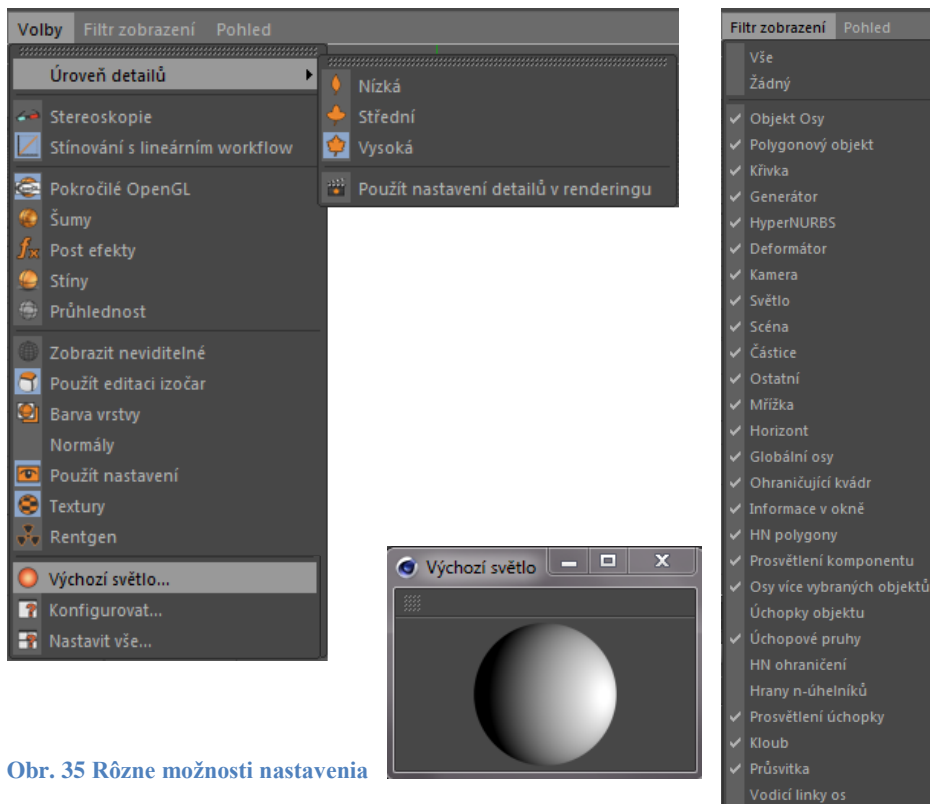 Volby Filtr zobrazení Pohled
Úroveň detailů
Stereoskopie
Stínování s lineárním workflow
Pokročilé OpenGL
Šumy
Post efekty
Stíny
Průhlednost
Zobrazit neviditelné
Použít editaci izočar
Barva vrstvy
Normály
Použít nastavení
Textury
Rentgen
Výchozí světlo...
Konfigurovat...
Nastavit vše...
Nízká
Střední
Vysoká
Použít nastavení detailů v renderingu
Výchozí světlo
Filtr zobrazení Pohled
Vše
Žádný
Objekt Osy
Polygonový objekt
Křivka
Generátor
HyperNURBS
Deformátor
Kamera
Světlo
Scéna
Částice
Ostatní
Mřížka
Horizont
Globální osy
Ohraničující kvádr
Informace v okně
HN polygony
Prosvětlení komponentu
Osy více vybraných objektů
Úchopky objektu
Úchopové pruhy
HN ohraničení
Hrany n-úhelníků
Prosvětlení úchopky
Kloub
Průsvitka
Vodicí linky os
Obr. 35 Rôzne možnosti nastavenia